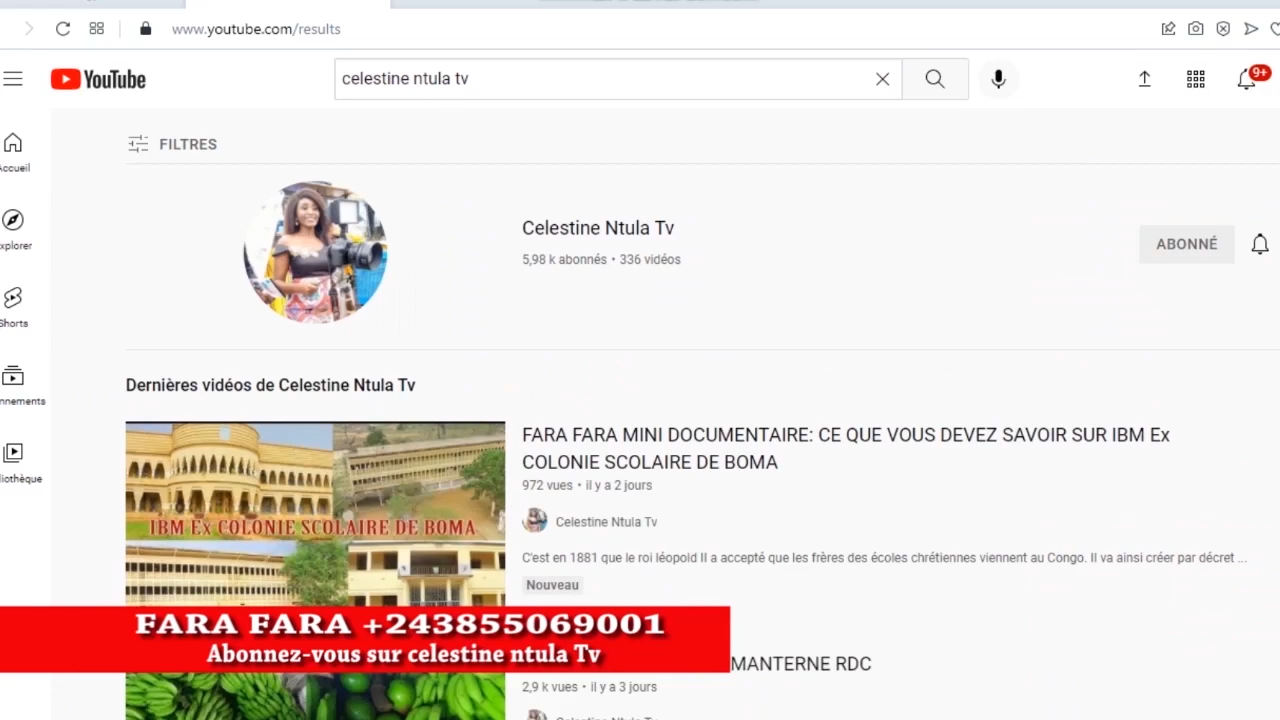 www.youtube.com/results
YouTube
celestine ntula tv
9+
FILTRES
Accueil
Explorer
Shorts
Celestine Ntula Tv
5,98 k abonnés • 336 vidéos
ABONNÉ
Dernières vidéos de Celestine Ntula Tv
nnements
liothèque
IBM Ex COLONIE SCOLAIRE DE BOMA
FARA FARA MINI DOCUMENTAIRE: CE QUE VOUS DEVEZ SAVOIR SUR IBM Ex
COLONIE SCOLAIRE DE BOMA
972 vues • il y a 2 jours
Celestine Ntula Tv
C'est en 1881 que le roi léopold II a accepté que les frères des écoles chrétiennes viennent au Congo. Il va ainsi créer par décret ...
Nouveau
FARA FARA +243855069001
Abonnez-vous sur celestine ntula Tv
MANTERNE RDC
2,9 k vues • il y a 3 jours
Celestine Ntula Tv